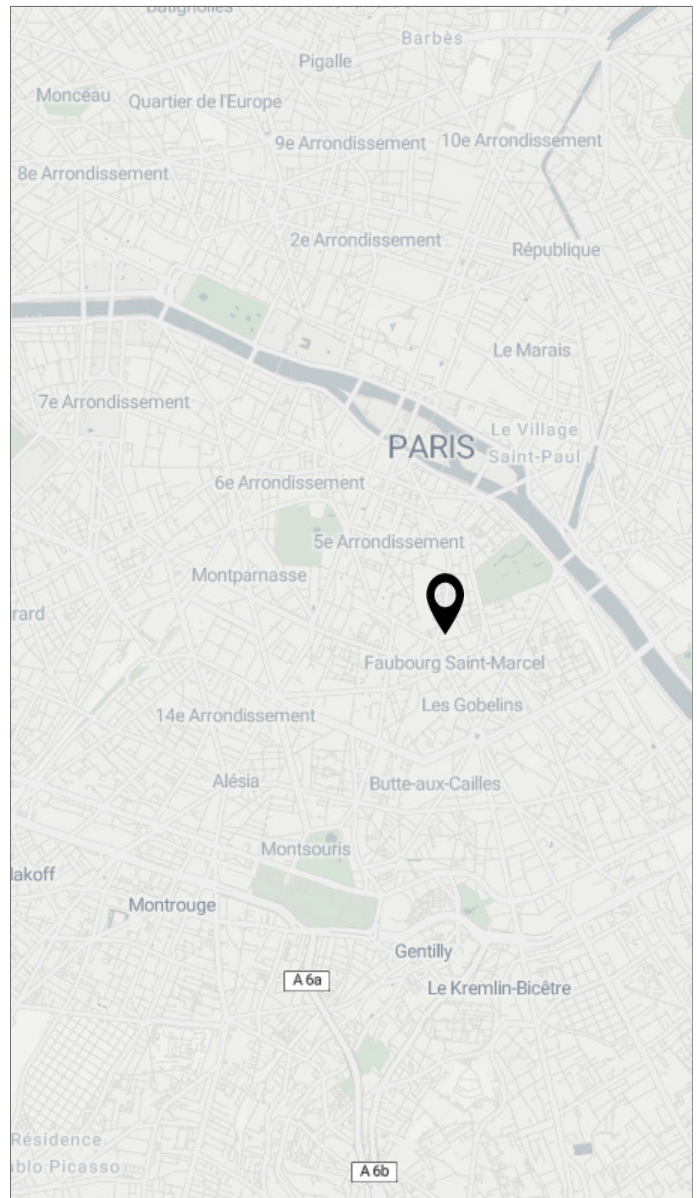 Batignolles
Barbès
Pigalle
Monceau
Quartier de l'Europe
9e Arrondissement
10e Arrondissement
8e Arrondissement
2e Arrondissement
République
Le Marais
7e Arrondissement
Le Village
Saint-Paul
PARIS
6e Arrondissement
5e Arrondissement
Montparnasse
rard
Faubourg Saint-Marcel
Les Gobelins
14e Arrondissement
Alésia
Butte-aux-Cailles
Montsouris
lakoff
Montrouge
Gentilly
A 6a
Le Kremlin-Bicêtre
Résidence
ablo Picasso
A 6b